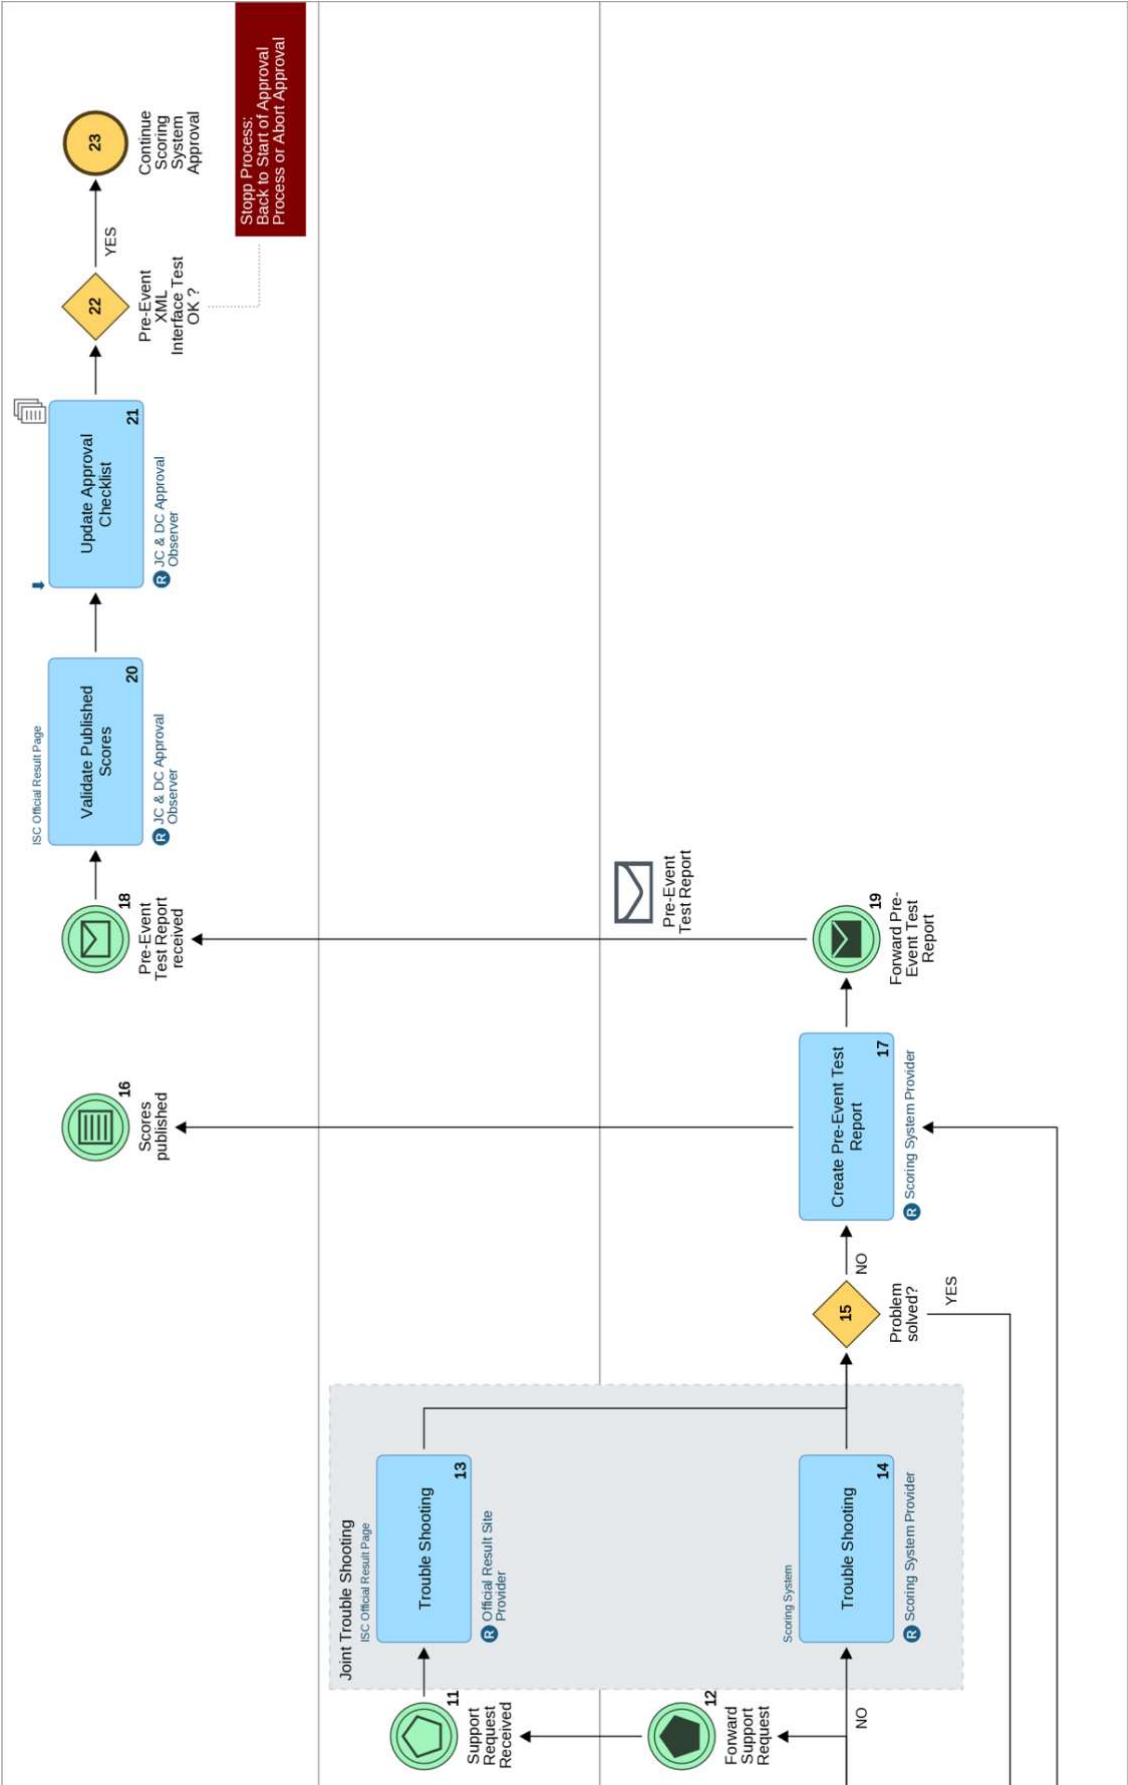 16
Scores
published
18
Pre-Event
Test Report
received
ISC Official Result Page
Validate Published
Scores
20
R JC & DC Approval
Observer
Update Approval
Checklist
21
R JC & DC Approval
Observer
22
Pre-Event
XML
Interface Test
OK ?
YES
23
Continue
Scoring
System
Approval
Stopp Process:
Back to Start of Approval
Process or Abort Approval
Joint Trouble Shooting
ISC Official Result Page
11
Support
Request
Received
Trouble Shooting
13
R Official Result Site
Provider
12
Forward
Support
Request
NO
Scoring System
Trouble Shooting
14
R Scoring System Provider
15
Problem
solved?
NO
YES
Create Pre-Event Test
Report
17
R Scoring System Provider
Pre-Event
Test Report
19
Forward Pre-
Event Test
Report